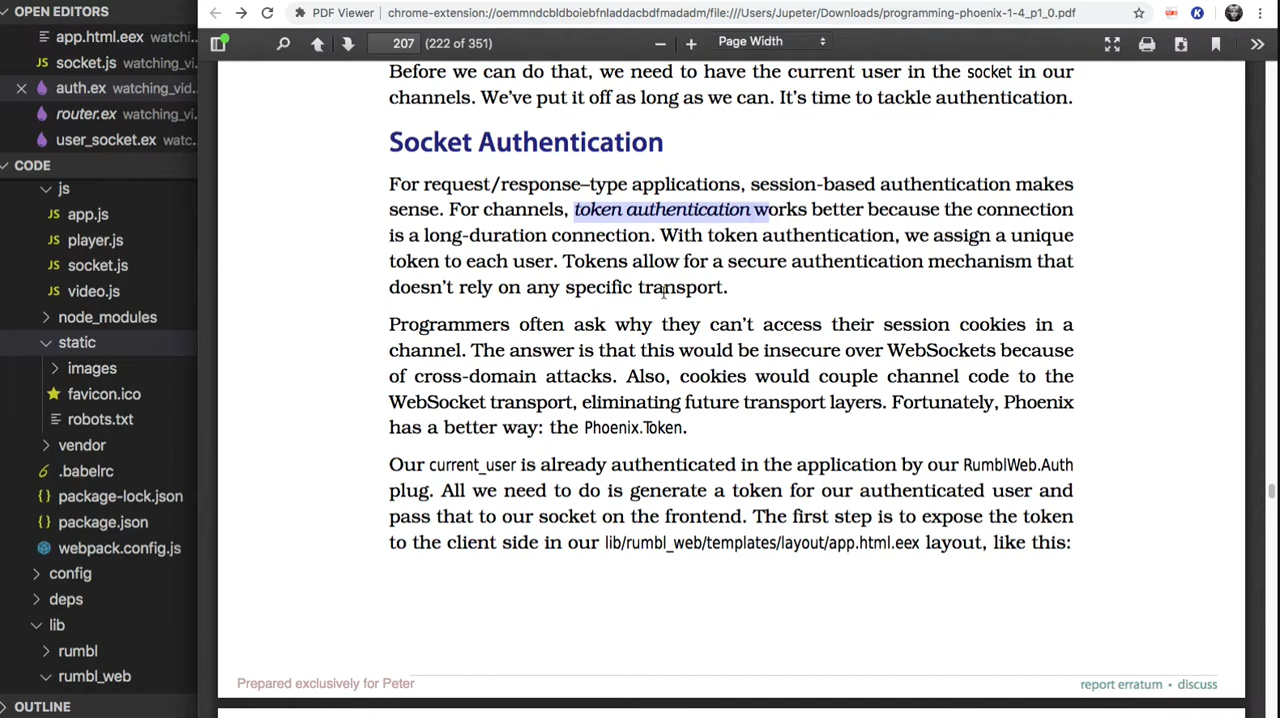 OPEN EDITORS
app.html.eex watchi...
socket.js watching_vi...
auth.ex watching_vid...
router.ex watching_vi...
user_socket.ex watc...
CODE
js
app.js
player.js
socket.js
video.js
node_modules
static
images
favicon.ico
robots.txt
vendor
.babelrc
package-lock.json
package.json
webpack.config.js
config
deps
lib
rumbl
rumbl_web
OUTLINE
PDF Viewer
chrome-extension://oemmndcbldboiebfnladdacbdfmadadm/file:///Users/Jupeter/Downloads/programming-phoenix-1-4_p1_0.pdf
207 (222 of 351)
Page Width
Before we can do that, we need to have the current user in the socket in our
channels. We've put it off as long as we can. It's time to tackle authentication.
Socket Authentication
For request/response–type applications, session-based authentication makes
sense. For channels, token authentication works better because the connection
is a long-duration connection. With token authentication, we assign a unique
token to each user. Tokens allow for a secure authentication mechanism that
doesn't rely on any specific transport.
Programmers often ask why they can't access their session cookies in a
channel. The answer is that this would be insecure over WebSockets because
of cross-domain attacks. Also, cookies would couple channel code to the
WebSocket transport, eliminating future transport layers. Fortunately, Phoenix
has a better way: the Phoenix.Token.
Our current_user is already authenticated in the application by our RumblWeb.Auth
plug. All we need to do is generate a token for our authenticated user and
pass that to our socket on the frontend. The first step is to expose the token
to the client side in our lib/rumbl_web/templates/layout/app.html.eex layout, like this:
Prepared exclusively for Peter
report erratum • discuss